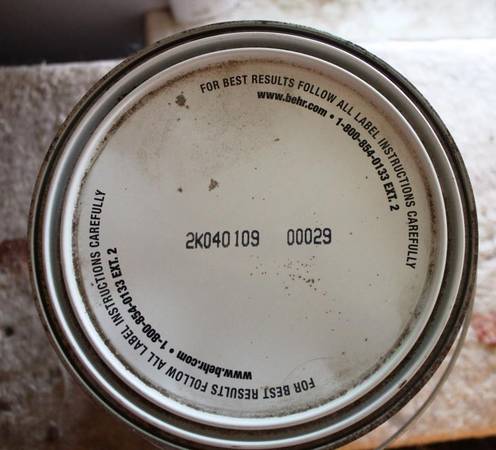 FOR BEST RESULTS FOLLOW ALL LABEL INSTRUCTIONS CAREFULLY
www.behr.com • 1-800-854-0133 EXT. 2
2K040109 00029
FOR BEST RESULTS FOLLOW ALL LABEL INSTRUCTIONS CAREFULLY
www.behr.com • 1-800-854-0133 EXT. 2